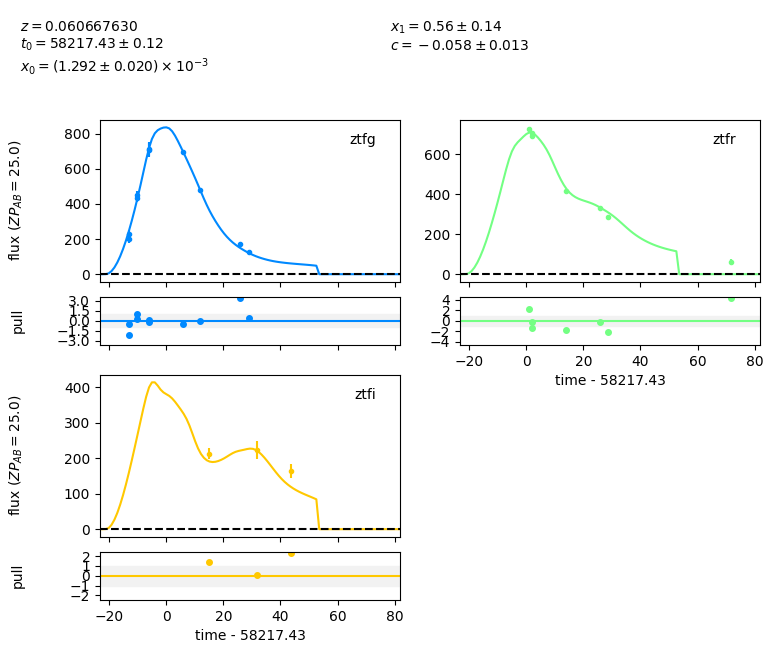 z = 0.060667630
t₀ = 58217.43 ± 0.12
x₀ = (1.292 ± 0.020) × 10⁻³
x₁ = 0.56 ± 0.14
c = −0.058 ± 0.013
flux (ZP_AB = 25.0)
800
600
400
200
0
ztfg
600
400
200
0
ztfr
pull
3.0
1.5
0.0
−1.5
−3.0
4
2
0
−2
−4
−20 0 20 40 60 80
time - 58217.43
flux (ZP_AB = 25.0)
400
300
200
100
0
ztfi
pull
2
1
0
−1
−2
−20 0 20 40 60 80
time - 58217.43